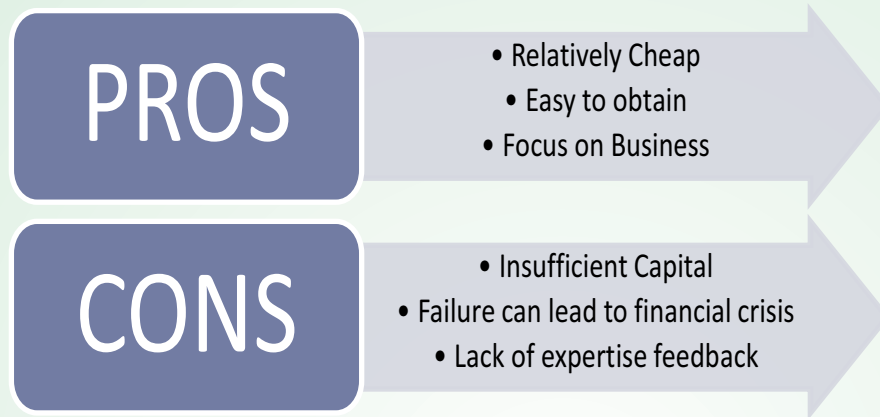 PROS
• Relatively Cheap
• Easy to obtain
• Focus on Business
CONS
• Insufficient Capital
• Failure can lead to financial crisis
• Lack of expertise feedback